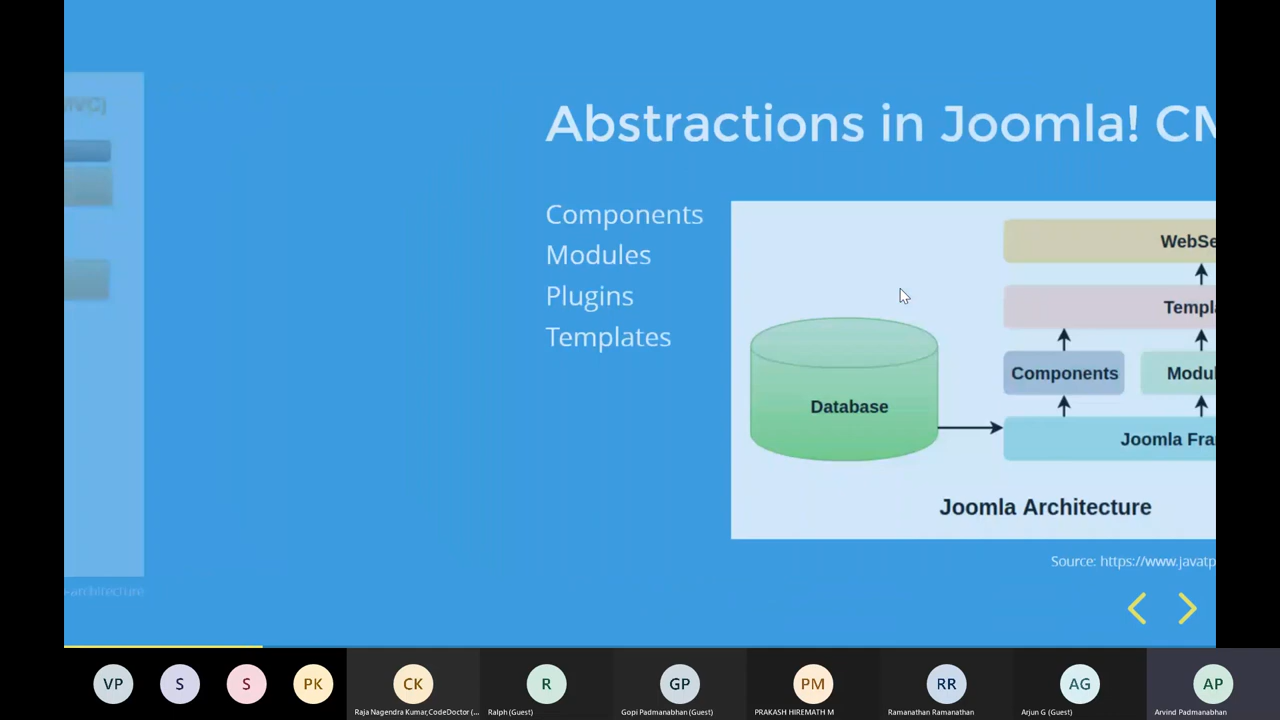 MVC)
Abstractions in Joomla! CM
Components
Modules
Plugins
Templates
WebSe
Templa
Components
Modul
Database
Joomla Fra
Joomla Architecture
Source: https://www.javatp
-architecture
VP
S
S
PK
CK
R
GP
PM
RR
AG
AP
Raja Nagendra Kumar,CodeDoctor (...
Ralph (Guest)
Gopi Padmanabhan (Guest)
PRAKASH HIREMATH M
Ramanathan Ramanathan
Arjun G (Guest)
Arvind Padmanabhan